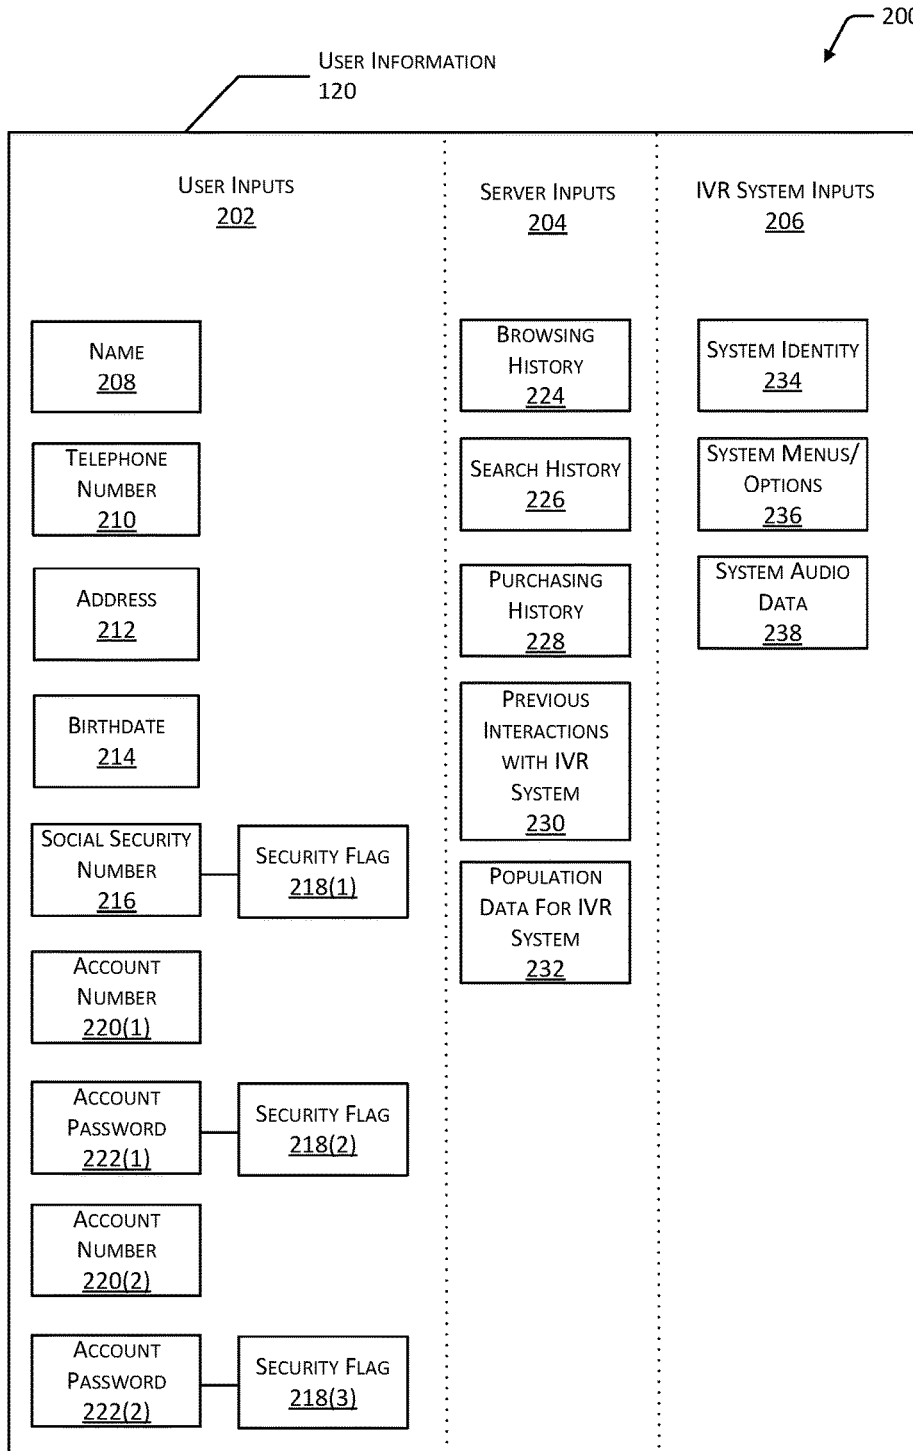 200
USER INFORMATION
120
USER INPUTS
202
SERVER INPUTS
204
IVR SYSTEM INPUTS
206
NAME
208
TELEPHONE
NUMBER
210
ADDRESS
212
BIRTHDATE
214
SOCIAL SECURITY
NUMBER
216
SECURITY FLAG
218(1)
ACCOUNT
NUMBER
220(1)
ACCOUNT
PASSWORD
222(1)
SECURITY FLAG
218(2)
ACCOUNT
NUMBER
220(2)
ACCOUNT
PASSWORD
222(2)
SECURITY FLAG
218(3)
BROWSING
HISTORY
224
SEARCH HISTORY
226
PURCHASING
HISTORY
228
PREVIOUS
INTERACTIONS
WITH IVR
SYSTEM
230
POPULATION
DATA FOR IVR
SYSTEM
232
SYSTEM IDENTITY
234
SYSTEM MENUS/
OPTIONS
236
SYSTEM AUDIO
DATA
238